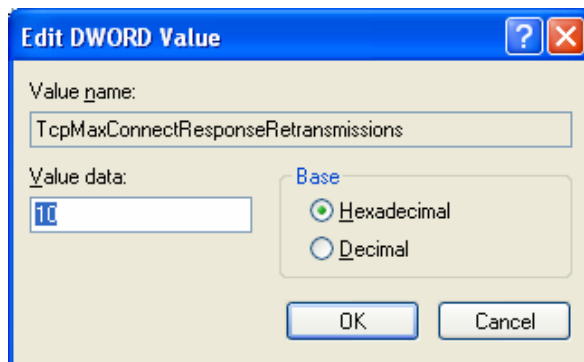 Edit DWORD Value
Value name:
TcpMaxConnectResponseRetransmissions
Value data:
10
Base
Hexadecimal
Decimal
OK
Cancel